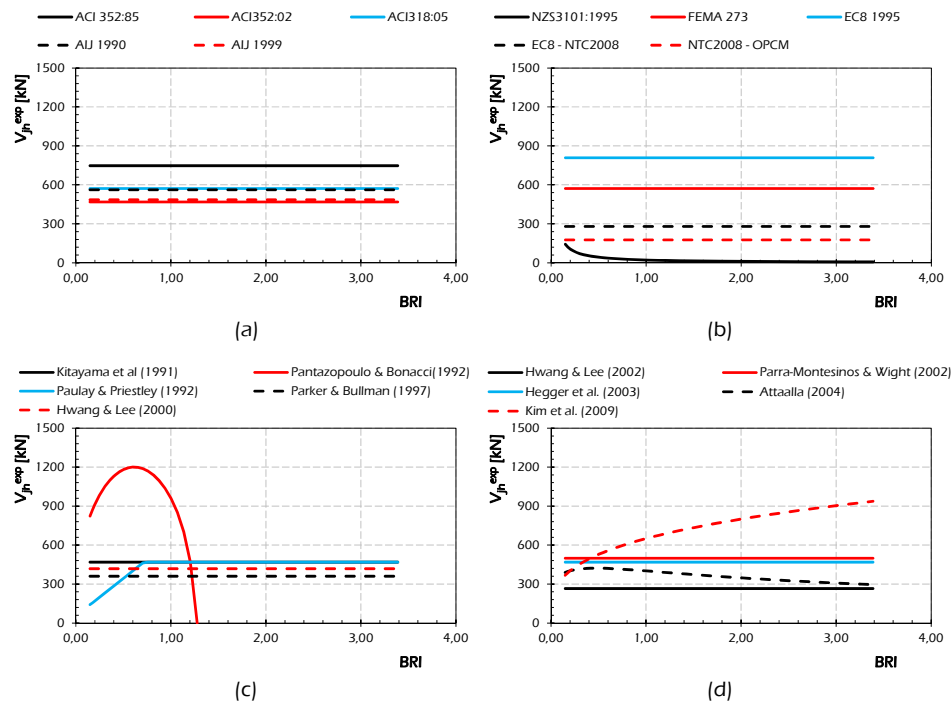 ACI 352:85 ACI352:02 ACI318:05
AIJ 1990 AIJ 1999
V_jh^exp [kN]
1500
1200
900
600
300
0
0,00 1,00 2,00 3,00 4,00
BRI
(a)
NZS3101:1995 FEMA 273 EC8 1995
EC8 - NTC2008 NTC2008 - OPCM
V_jh^exp [kN]
1500
1200
900
600
300
0
0,00 1,00 2,00 3,00 4,00
BRI
(b)
Kitayama et al (1991) Pantazopoulo & Bonacci(1992)
Paulay & Priestley (1992) Parker & Bullman (1997)
Hwang & Lee (2000)
V_jh^exp [kN]
1500
1200
900
600
300
0
0,00 1,00 2,00 3,00 4,00
BRI
(c)
Hwang & Lee (2002) Parra-Montesinos & Wight (2002)
Hegger et al. (2003) Attaalla (2004)
Kim et al. (2009)
V_jh^exp [kN]
1500
1200
900
600
300
0
0,00 1,00 2,00 3,00 4,00
BRI
(d)